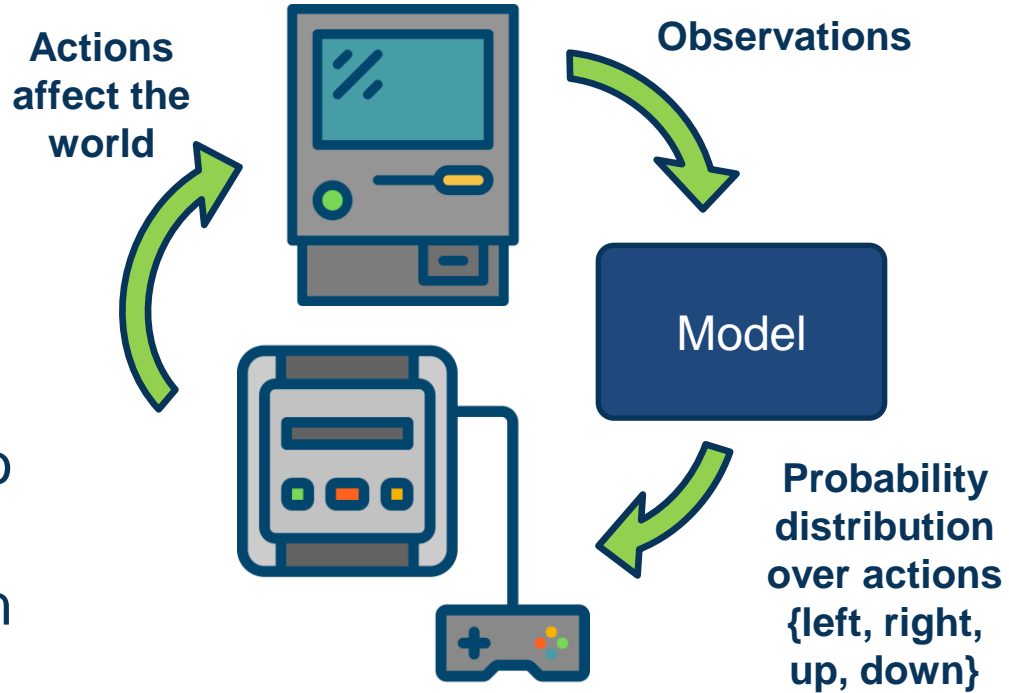 Actions
affect the
world
Observations
Model
Probability
distribution
over actions
{left, right,
up, down}